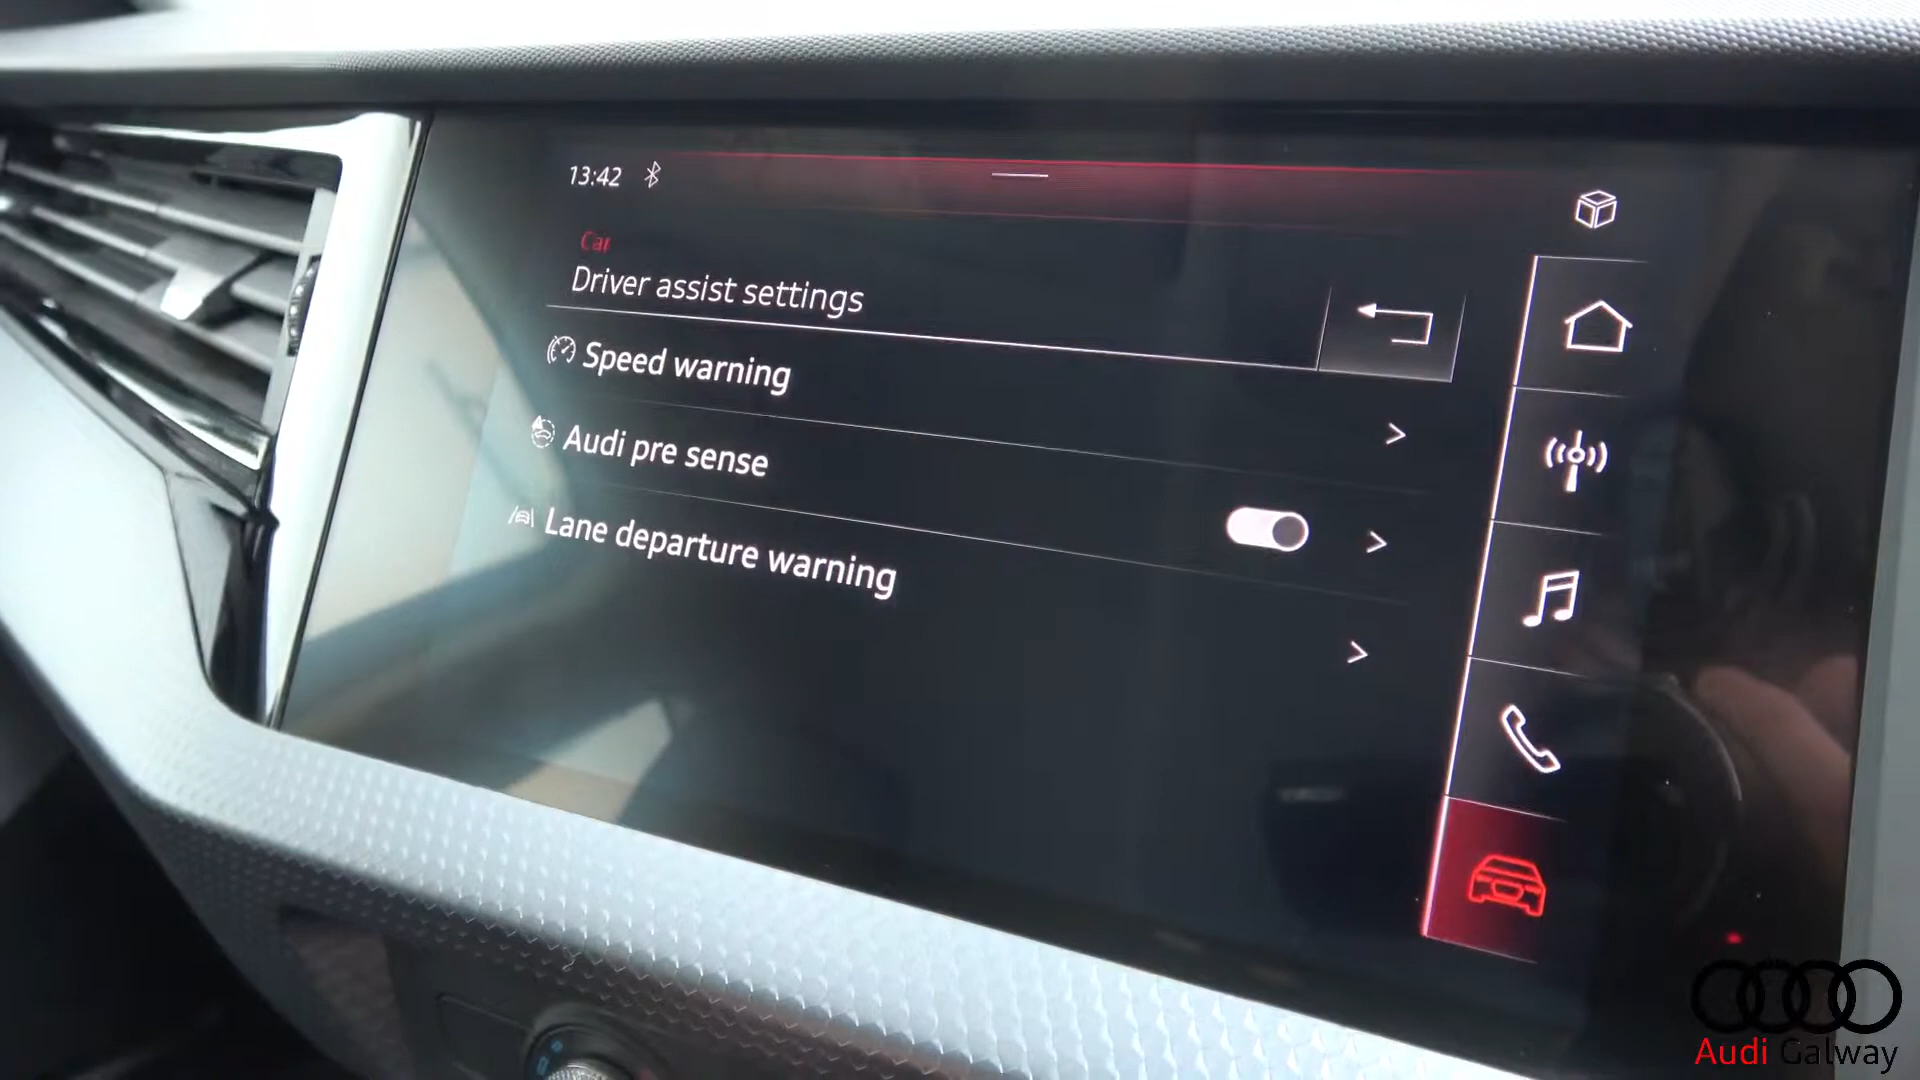 13:42
Car
Driver assist settings
Speed warning
Audi pre sense
Lane departure warning
Audi Galway